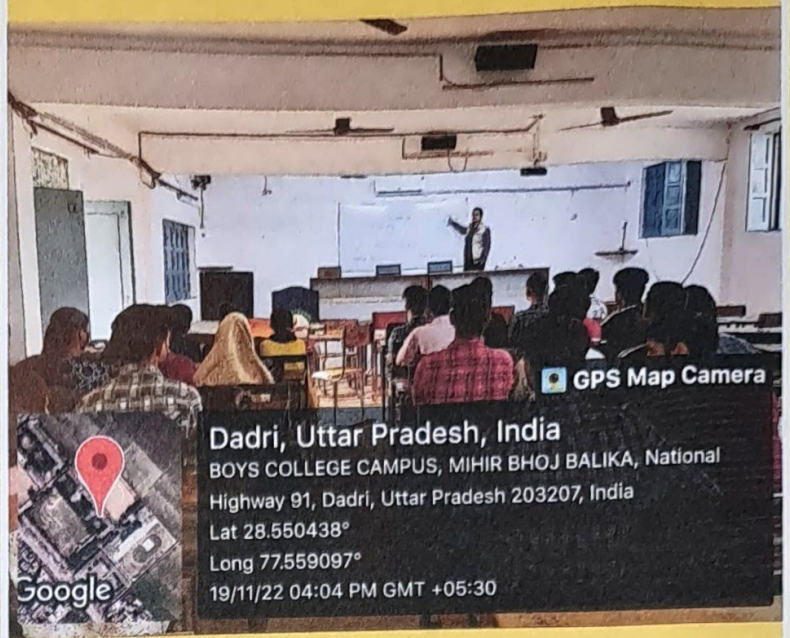 GPS Map Camera
Dadri, Uttar Pradesh, India
BOYS COLLEGE CAMPUS, MIHIR BHOJ BALIKA, National
Highway 91, Dadri, Uttar Pradesh 203207, India
Lat 28.550438°
Long 77.559097°
19/11/22 04:04 PM GMT +05:30
Google